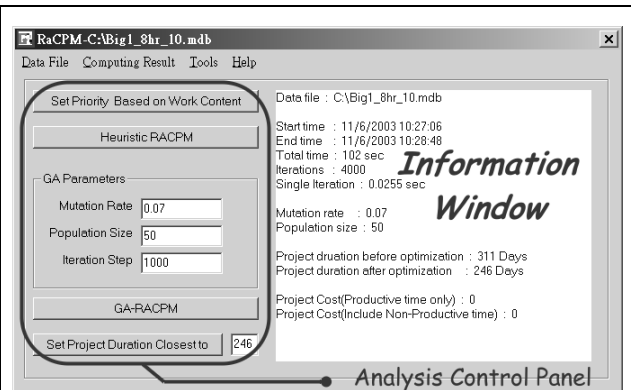 RaCPM-C:\Big1_8hr_10.mdb
Data File Computing Result Tools Help
Set Priority Based on Work Content
Heuristic RACPM
GA Parameters
Mutation Rate 0.07
Population Size 50
Iteration Step 1000
GA-RACPM
Set Project Duration Closest to 246
Data file : C:\Big1_8hr_10.mdb
Start time : 11/6/2003 10:27:06
End time : 11/6/2003 10:28:48
Total time : 102 sec
Iterations : 4000
Single Iteration : 0.0255 sec
Mutation rate : 0.07
Population size : 50
Project druation before optimization : 311 Days
Project duration after optimization : 246 Days
Project Cost(Productive time only) : 0
Project Cost(Include Non-Productive time) : 0
Information
Window
Analysis Control Panel